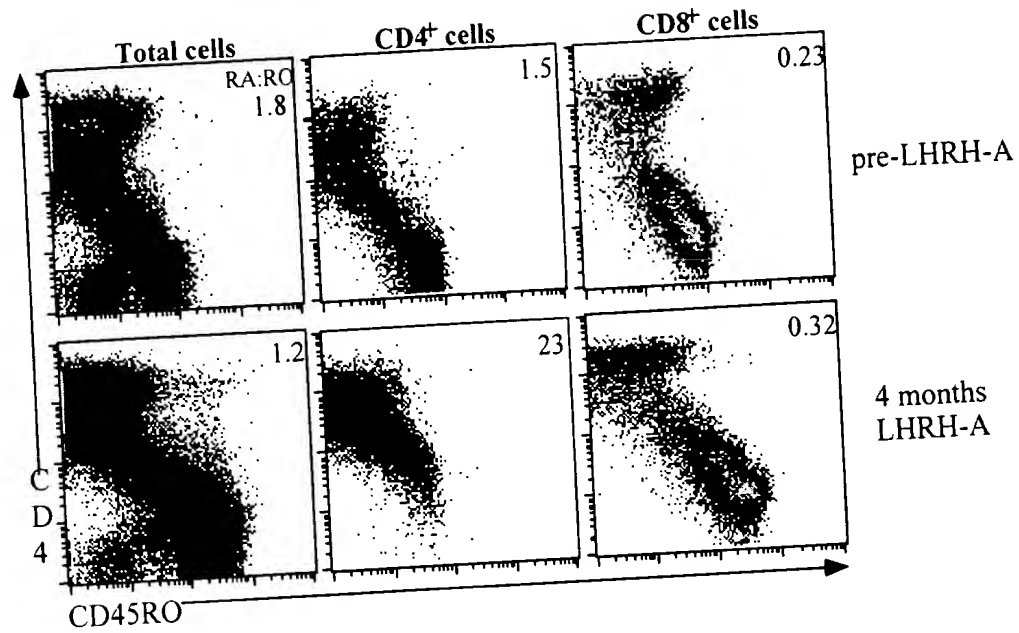 Total cells
CD4+ cells
CD8+ cells
RA:RO
1.8
1.5
0.23
pre-LHRH-A
1.2
23
0.32
4 months
LHRH-A
CD4
CD45RO